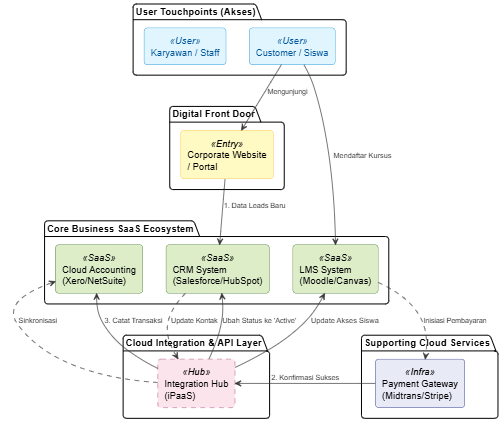 User Touchpoints (Akses)
«User»
Karyawan / Staff
«User»
Customer / Siswa
Mengunjungi
Digital Front Door
«Entry»
Corporate Website
/ Portal
Mendaftar Kursus
1. Data Leads Baru
Core Business SaaS Ecosystem
«SaaS»
Cloud Accounting
(Xero/NetSuite)
«SaaS»
CRM System
(Salesforce/HubSpot)
«SaaS»
LMS System
(Moodle/Canvas)
Sinkronisasi
3. Catat Transaksi
Update Kontak
Ubah Status ke 'Active'
Update Akses Siswa
Inisiasi Pembayaran
Cloud Integration & API Layer
«Hub»
Integration Hub
(iPaaS)
2. Konfirmasi Sukses
Supporting Cloud Services
«Infra»
Payment Gateway
(Midtrans/Stripe)